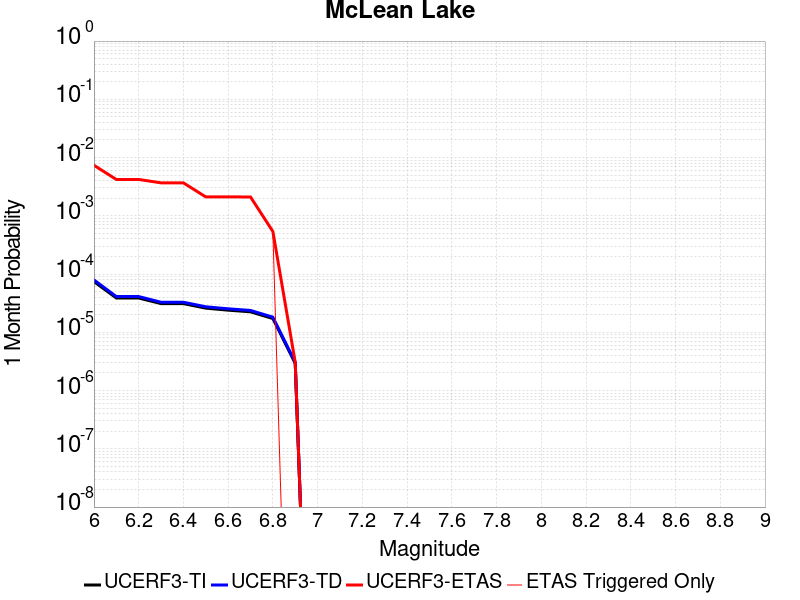 McLean Lake
10^0
10^-1
10^-2
10^-3
10^-4
10^-5
10^-6
10^-7
10^-8
1 Month Probability
6 6.2 6.4 6.6 6.8 7 7.2 7.4 7.6 7.8 8 8.2 8.4 8.6 8.8 9
Magnitude
UCERF3-TI UCERF3-TD UCERF3-ETAS ETAS Triggered Only